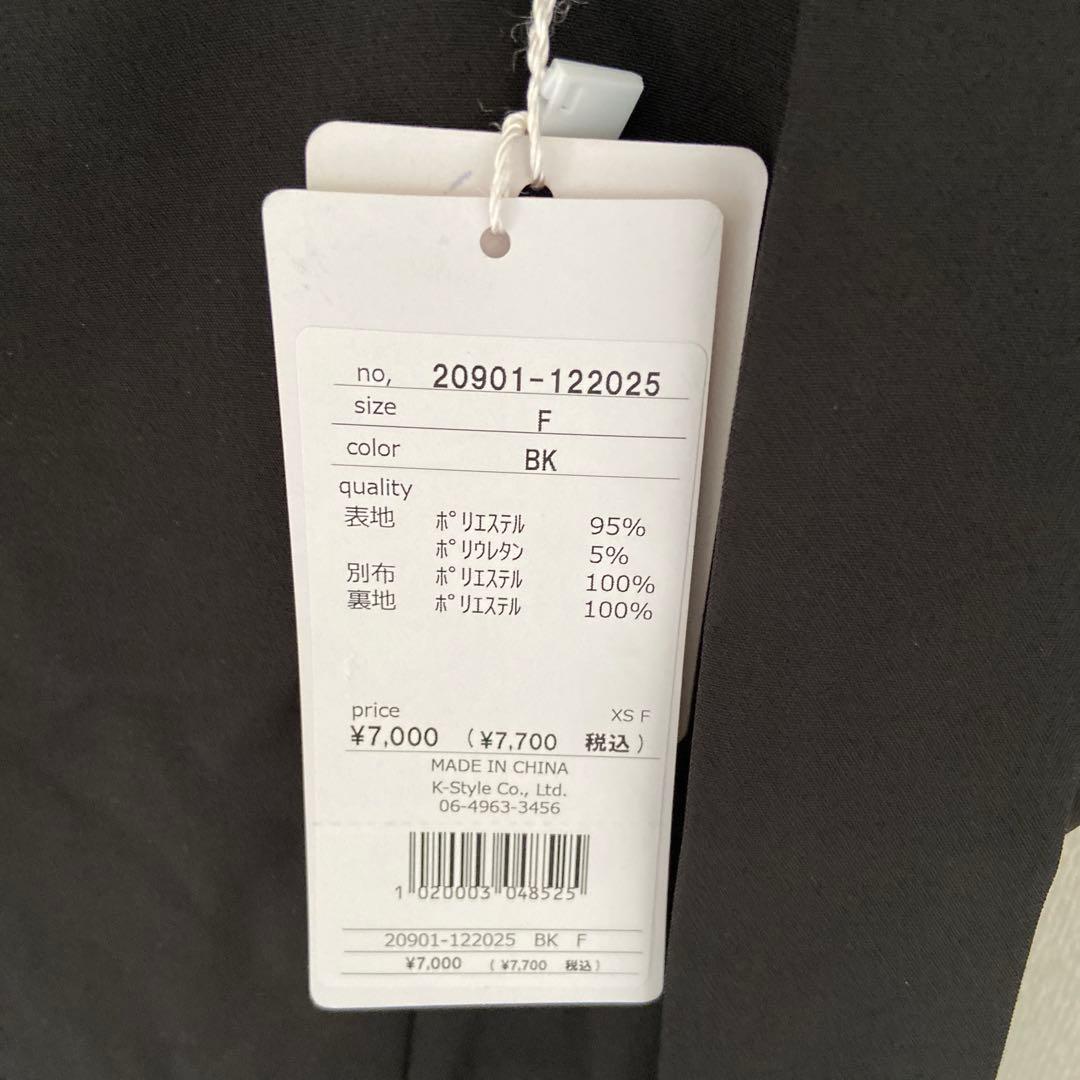 no, 20901-122025
size F
color BK
quality
表地 ﾎﾟﾘｴｽﾃﾙ 95%
ﾎﾟﾘｳﾚﾀﾝ 5%
別布 ﾎﾟﾘｴｽﾃﾙ 100%
裏地 ﾎﾟﾘｴｽﾃﾙ 100%
price XS F
¥7,000 (¥7,700 税込)
MADE IN CHINA
K-Style Co., Ltd.
06-4963-3456
1 020003 048525
20901-122025 BK F
¥7,000 (¥7,700 税込)